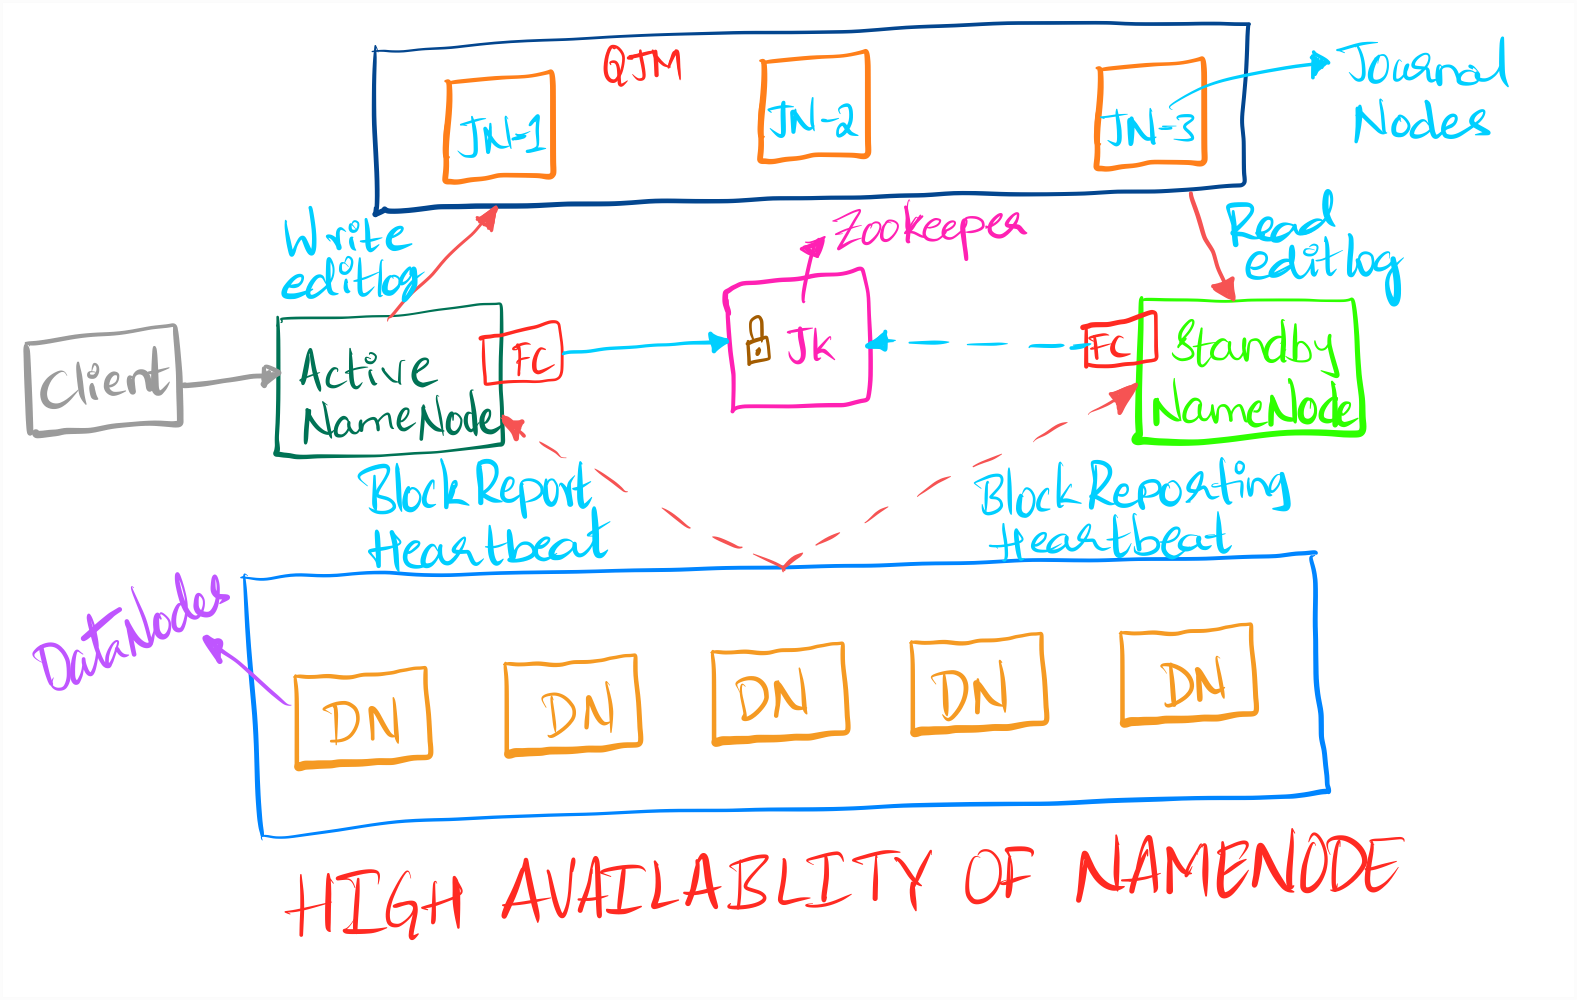 QJM
JN-1
JN-2
JN-3
Journal
Nodes
Write
editlog
Zookeeper
Read
editlog
Client
Active
NameNode
FC
Jk
FC
Standby
NameNode
Block Report
Heartbeat
Block Reporting
Heartbeat
DataNodes
DN
DN
DN
DN
DN
HIGH AVAILABLITY OF NAMENODE